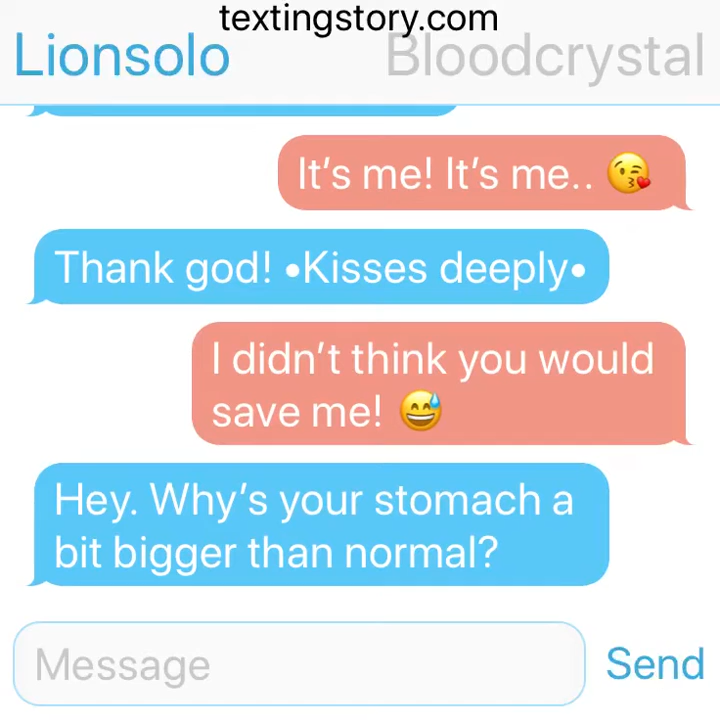 textingstory.com
Lionsolo Bloodcrystal
It’s me! It’s me.. 😘
Thank god! •Kisses deeply•
I didn’t think you would
save me! 😅
Hey. Why’s your stomach a
bit bigger than normal?
Message Send